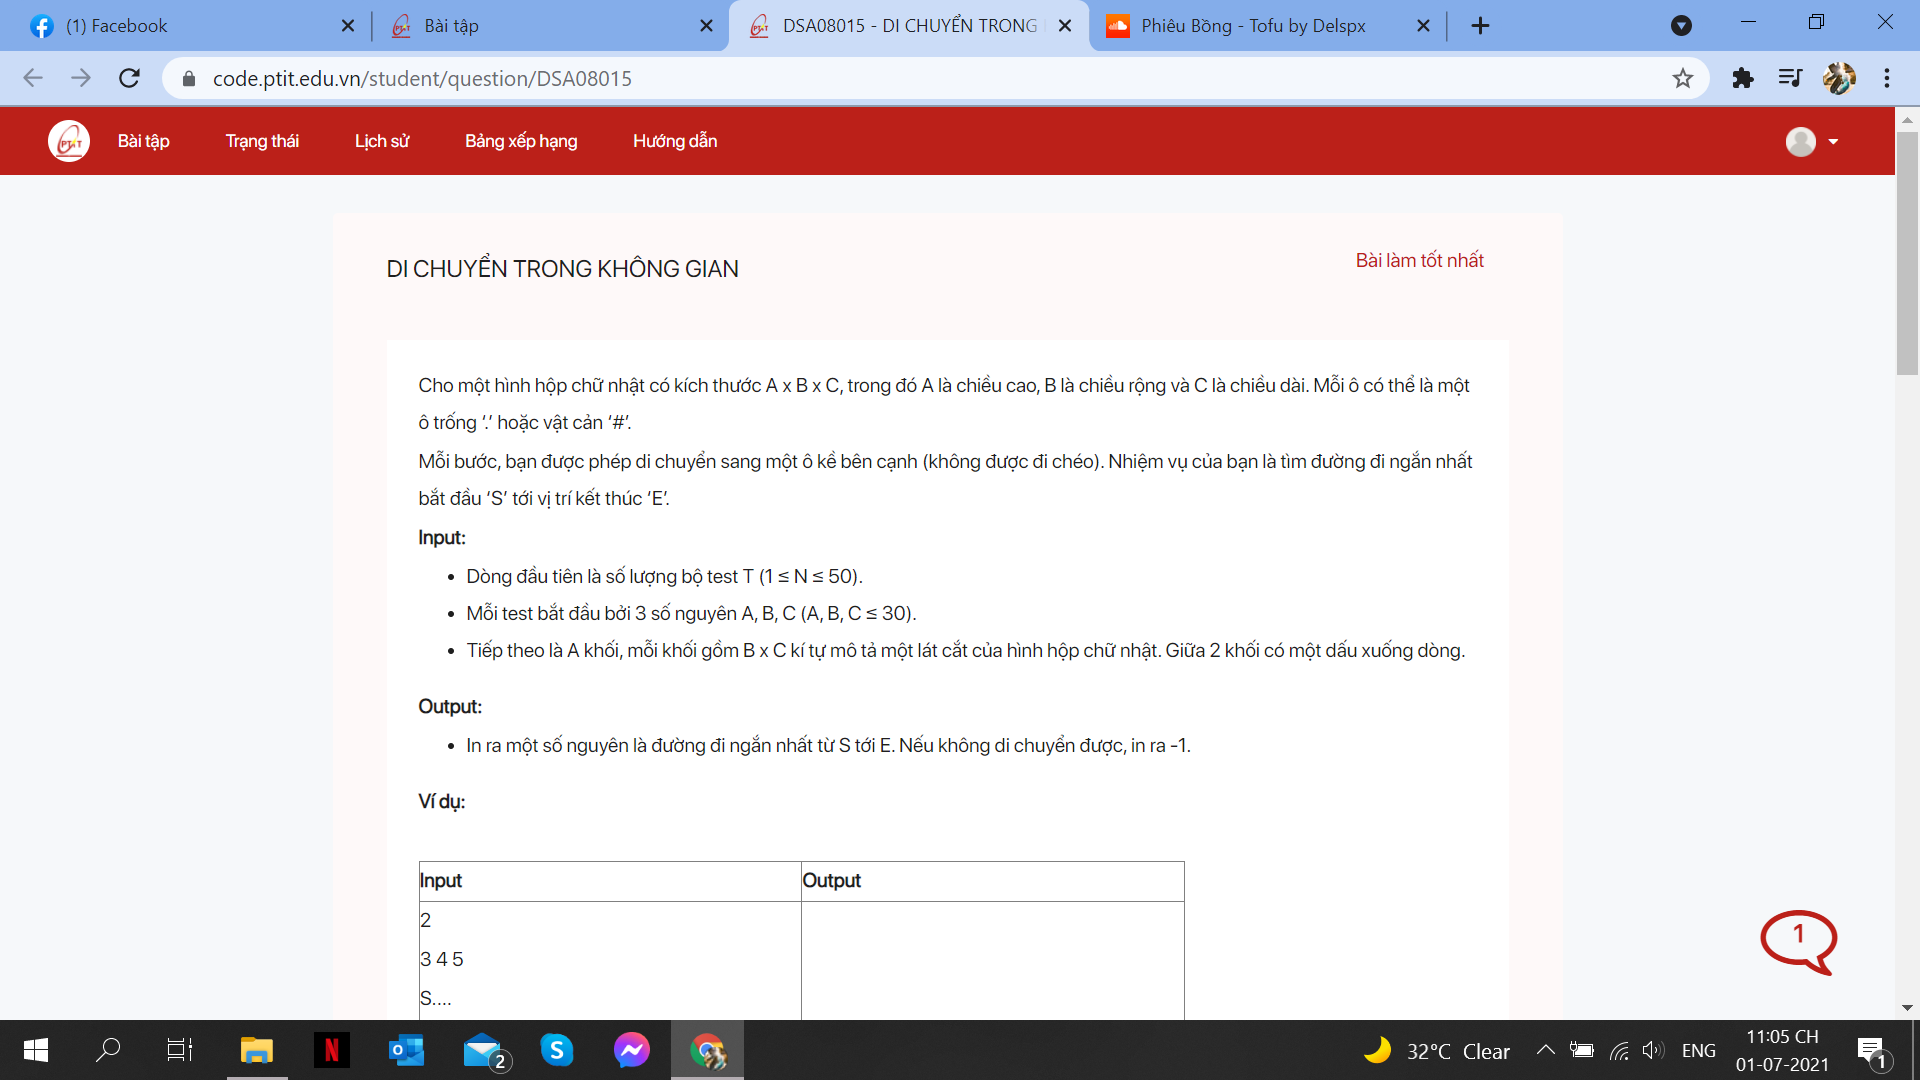 (1) Facebook
Bài tập
DSA08015 - DI CHUYỂN TRONG
Phiêu Bồng - Tofu by Delspx
code.ptit.edu.vn/student/question/DSA08015
PTIT
Bài tập
Trạng thái
Lịch sử
Bảng xếp hạng
Hướng dẫn
DI CHUYỂN TRONG KHÔNG GIAN
Bài làm tốt nhất
Cho một hình hộp chữ nhật có kích thước A x B x C, trong đó A là chiều cao, B là chiều rộng và C là chiều dài. Mỗi ô có thể là một
ô trống ‘.’ hoặc vật cản ‘#’.
Mỗi bước, bạn được phép di chuyển sang một ô kề bên cạnh (không được đi chéo). Nhiệm vụ của bạn là tìm đường đi ngắn nhất
bắt đầu ‘S’ tới vị trí kết thúc ‘E’.
Input:
• Dòng đầu tiên là số lượng bộ test T (1 ≤ N ≤ 50).
• Mỗi test bắt đầu bởi 3 số nguyên A, B, C (A, B, C ≤ 30).
• Tiếp theo là A khối, mỗi khối gồm B x C kí tự mô tả một lát cắt của hình hộp chữ nhật. Giữa 2 khối có một dấu xuống dòng.
Output:
• In ra một số nguyên là đường đi ngắn nhất từ S tới E. Nếu không di chuyển được, in ra -1.
Ví dụ:
Input
Output
2
3 4 5
S....
1
N
2
S
32°C Clear
ENG
11:05 CH
01-07-2021
1